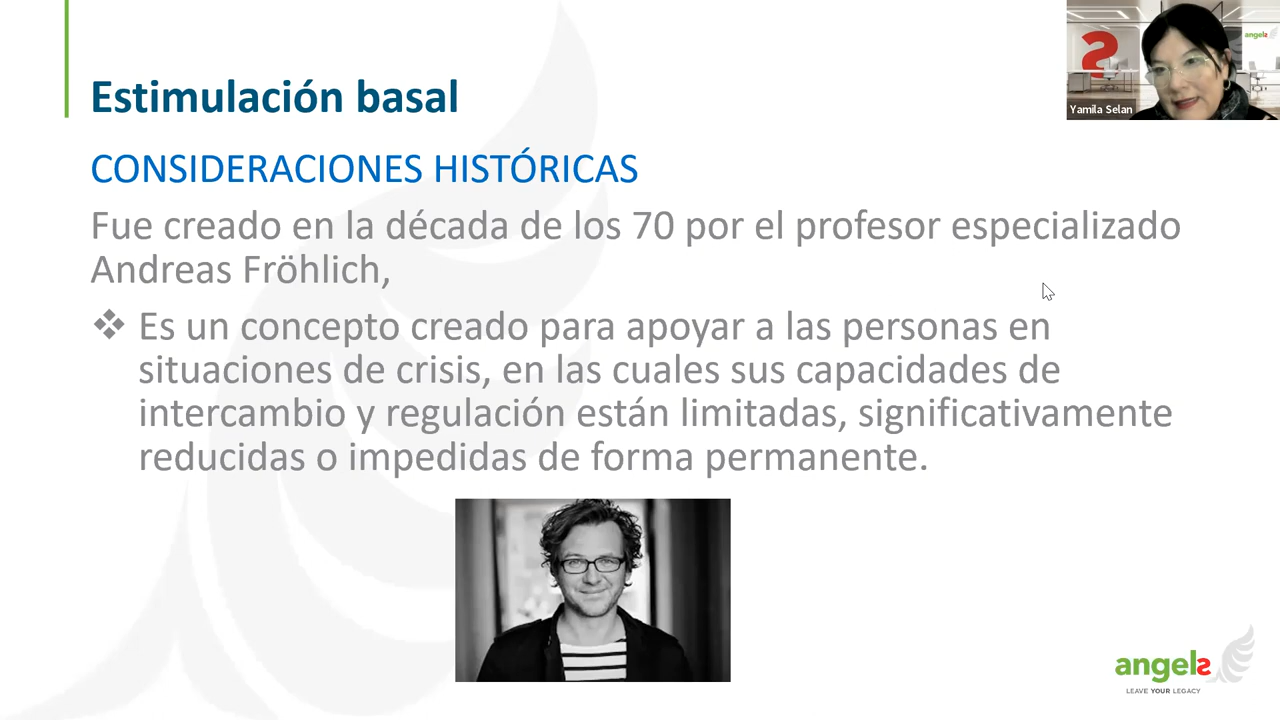 Estimulación basal
CONSIDERACIONES HISTÓRICAS
Fue creado en la década de los 70 por el profesor especializado
Andreas Fröhlich,
❖ Es un concepto creado para apoyar a las personas en
situaciones de crisis, en las cuales sus capacidades de
intercambio y regulación están limitadas, significativamente
reducidas o impedidas de forma permanente.
angels
Yamila Selan
angels
LEAVE YOUR LEGACY